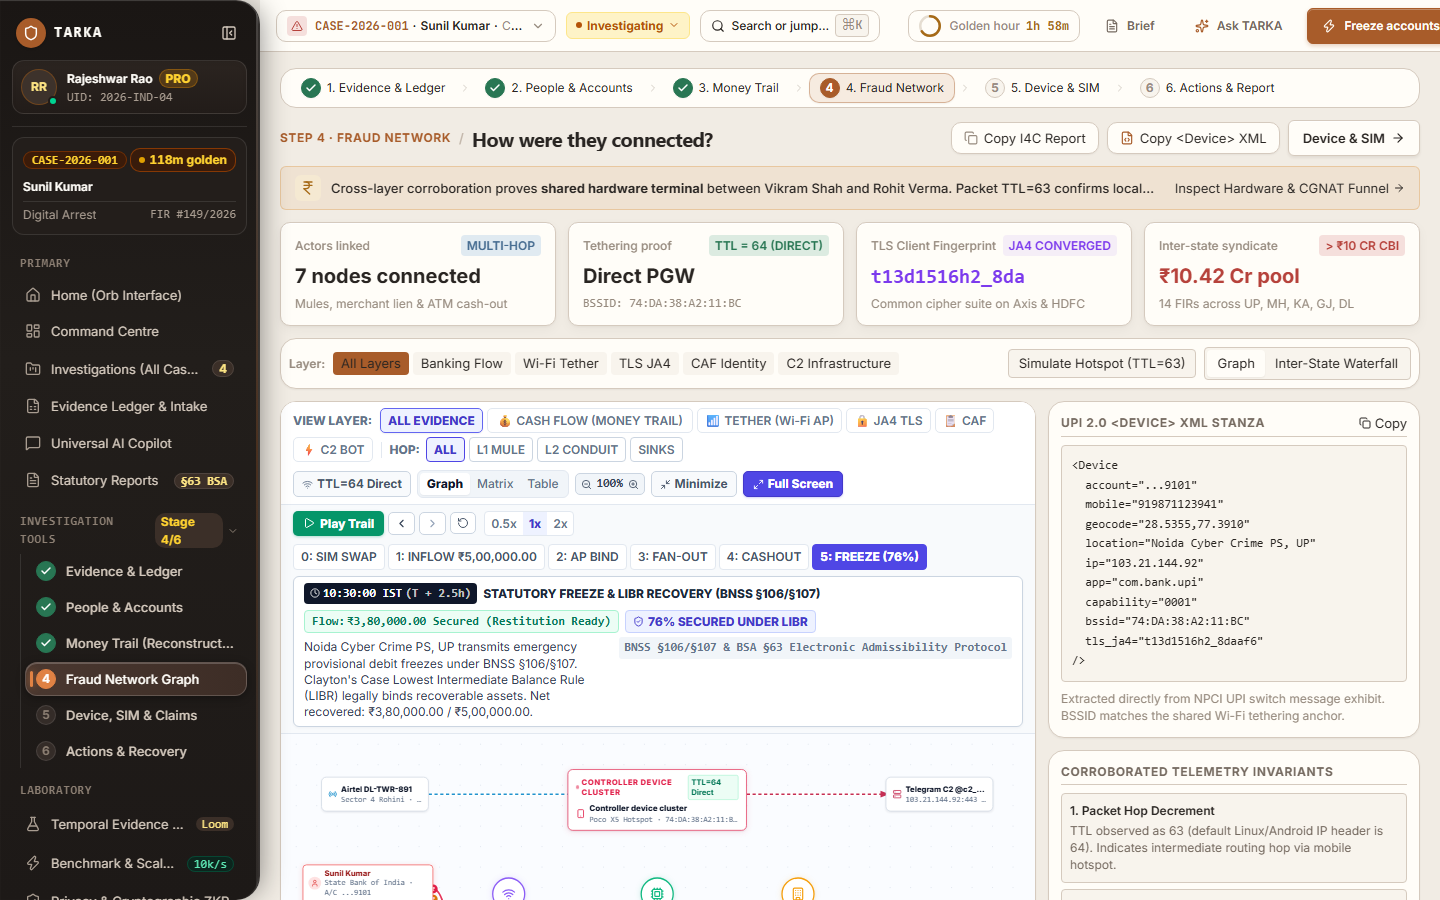 TARKA
RR
Rajeshwar Rao PRO
UID: 2026-IND-04
CASE-2026-001 118m golden
Sunil Kumar
Digital Arrest FIR #149/2026
PRIMARY
Home (Orb Interface)
Command Centre
Investigations (All Cas... 4
Evidence Ledger & Intake
Universal AI Copilot
Statutory Reports §63 BSA
INVESTIGATION TOOLS Stage 4/6
Evidence & Ledger
People & Accounts
Money Trail (Reconstruct...
4 Fraud Network Graph
5 Device, SIM & Claims
6 Actions & Recovery
LABORATORY
Temporal Evidence ... Loom
Benchmark & Scal... 10k/s
CASE-2026-001 · Sunil Kumar · C...
Investigating
Search or jump... ⌘K
Golden hour 1h 58m
Brief
Ask TARKA
Freeze accounts
1. Evidence & Ledger
2. People & Accounts
3. Money Trail
4 4. Fraud Network
5 5. Device & SIM
6 6. Actions & Report
STEP 4 · FRAUD NETWORK / How were they connected?
Copy I4C Report
Copy <Device> XML
Device & SIM →
₹ Cross-layer corroboration proves shared hardware terminal between Vikram Shah and Rohit Verma. Packet TTL=63 confirms local... Inspect Hardware & CGNAT Funnel →
Actors linked MULTI-HOP
7 nodes connected
Mules, merchant lien & ATM cash-out
Tethering proof TTL = 64 (DIRECT)
Direct PGW
BSSID: 74:DA:38:A2:11:BC
TLS Client Fingerprint JA4 CONVERGED
t13d1516h2_8da
Common cipher suite on Axis & HDFC
Inter-state syndicate > ₹10 CR CBI
₹10.42 Cr pool
14 FIRs across UP, MH, KA, GJ, DL
Layer: All Layers Banking Flow Wi-Fi Tether TLS JA4 CAF Identity C2 Infrastructure
Simulate Hotspot (TTL=63) Graph Inter-State Waterfall
VIEW LAYER: ALL EVIDENCE CASH FLOW (MONEY TRAIL) TETHER (Wi-Fi AP) JA4 TLS CAF
C2 BOT HOP: ALL L1 MULE L2 CONDUIT SINKS
TTL=64 Direct Graph Matrix Table 100% Minimize Full Screen
Play Trail 0.5x 1x 2x
0: SIM SWAP 1: INFLOW ₹5,00,000.00 2: AP BIND 3: FAN-OUT 4: CASHOUT 5: FREEZE (76%)
10:30:00 IST (T + 2.5h) STATUTORY FREEZE & LIBR RECOVERY (BNSS §106/§107)
Flow: ₹3,80,000.00 Secured (Restitution Ready) 76% SECURED UNDER LIBR
Noida Cyber Crime PS, UP transmits emergency
provisional debit freezes under BNSS §106/§107.
Clayton's Case Lowest Intermediate Balance Rule
(LIBR) legally binds recoverable assets. Net
recovered: ₹3,80,000.00 / ₹5,00,000.00.
BNSS §106/§107 & BSA §63 Electronic Admissibility Protocol
Airtel DL-TWR-891
Sector 4 Rohini · …
CONTROLLER DEVICE CLUSTER TTL=64 Direct
Controller device cluster
Poco X5 Hotspot · 74:DA:38:A2:11:B…
Telegram C2 @c2_...
103.21.144.92:443 …
Sunil Kumar
State Bank of India ·
A/C ...9101
UPI 2.0 <DEVICE> XML STANZA Copy
<Device
account="...9101"
mobile="919871123941"
geocode="28.5355,77.3910"
location="Noida Cyber Crime PS, UP"
ip="103.21.144.92"
app="com.bank.upi"
capability="0001"
bssid="74:DA:38:A2:11:BC"
tls_ja4="t13d1516h2_8daaf6"
/>
Extracted directly from NPCI UPI switch message exhibit.
BSSID matches the shared Wi-Fi tethering anchor.
CORROBORATED TELEMETRY INVARIANTS
1. Packet Hop Decrement
TTL observed as 63 (default Linux/Android IP header is
64). Indicates intermediate routing hop via mobile
hotspot.